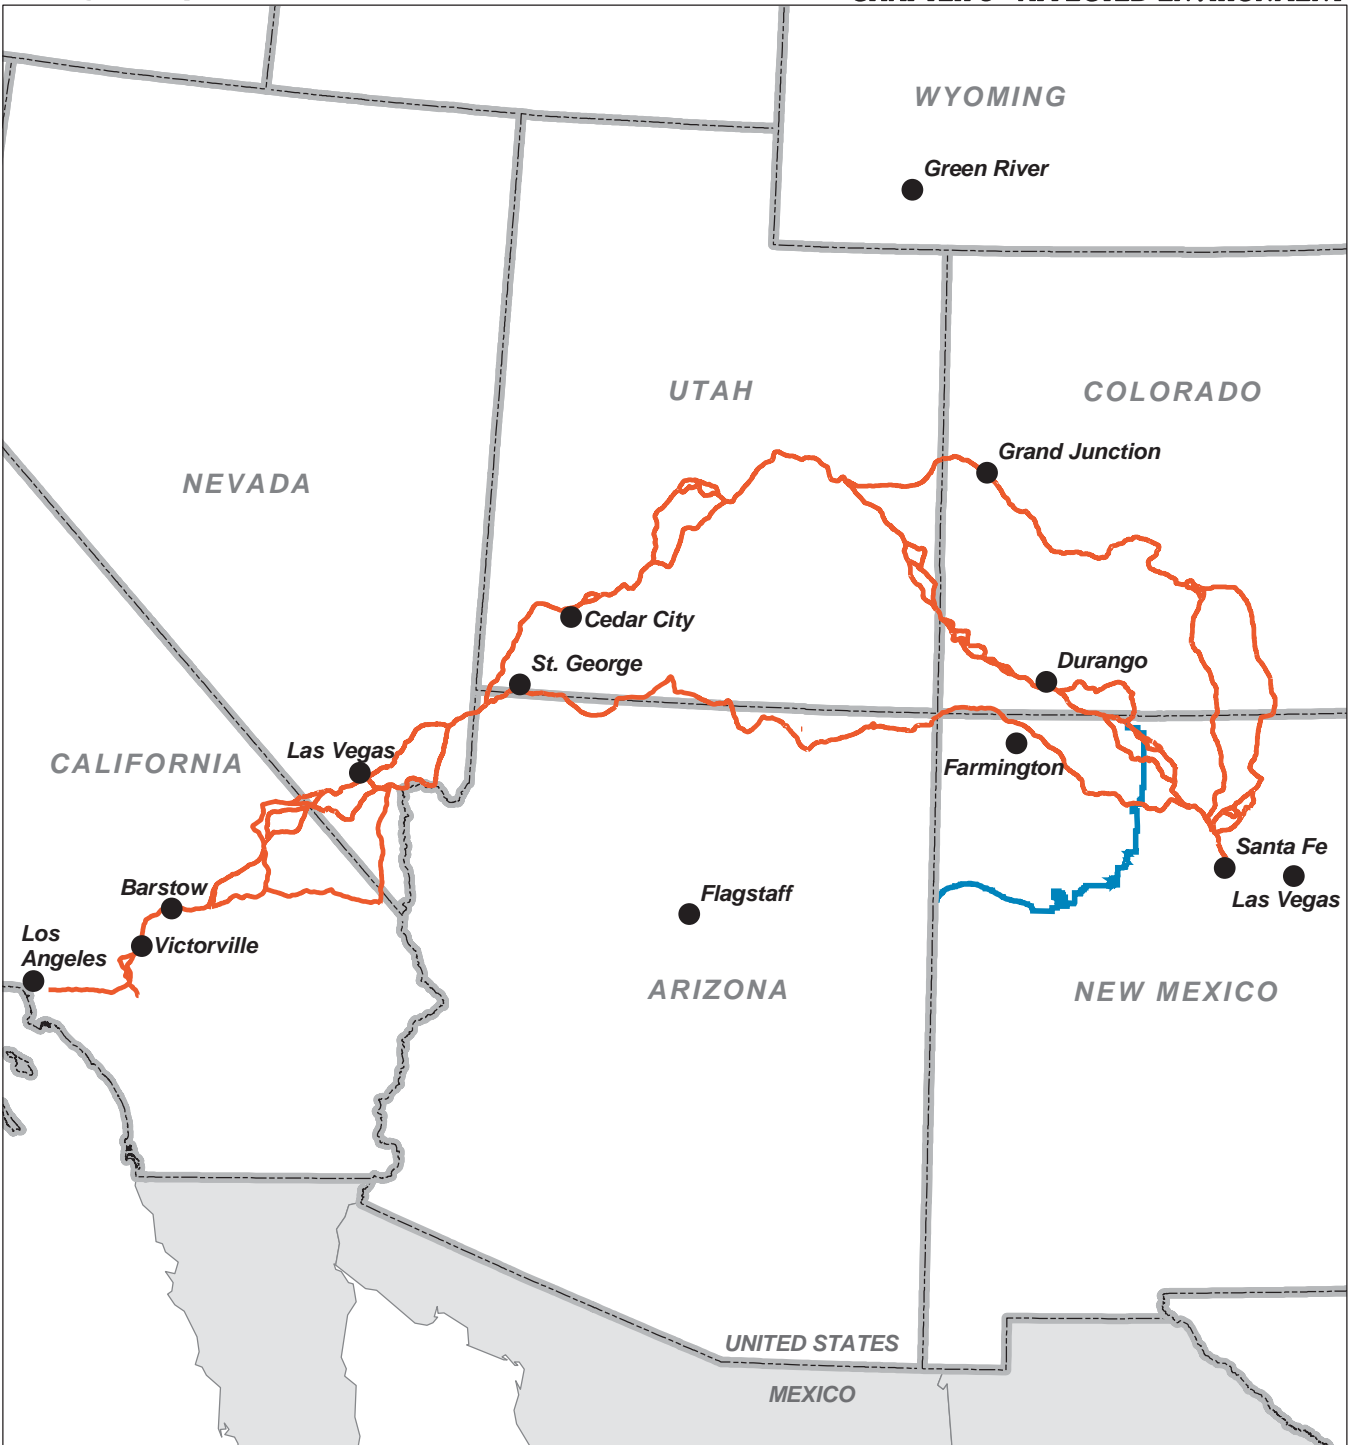 WYOMING
Green River
UTAH
COLORADO
Grand Junction
NEVADA
Cedar City
St. George
Durango
Las Vegas
CALIFORNIA
Farmington
Santa Fe
Barstow
Flagstaff
Las Vegas
Los
Angeles
Victorville
ARIZONA
NEW MEXICO
UNITED STATES
MEXICO